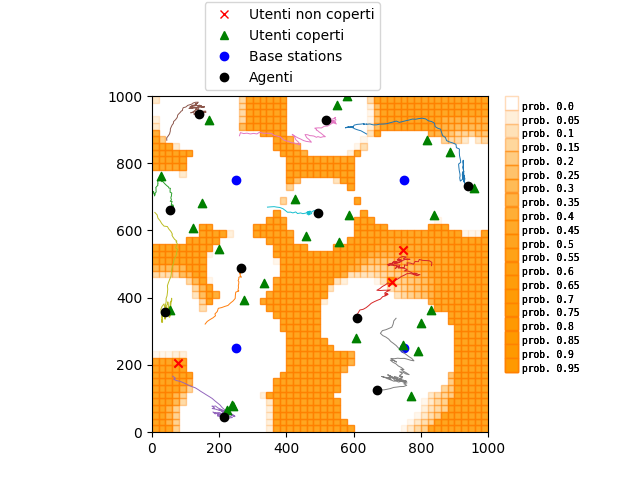 Utenti non coperti
Utenti coperti
Base stations
Agenti
1000
800
600
400
200
0
0 200 400 600 800 1000
prob. 0.0
prob. 0.05
prob. 0.1
prob. 0.15
prob. 0.2
prob. 0.25
prob. 0.3
prob. 0.35
prob. 0.4
prob. 0.45
prob. 0.5
prob. 0.55
prob. 0.6
prob. 0.65
prob. 0.7
prob. 0.75
prob. 0.8
prob. 0.85
prob. 0.9
prob. 0.95